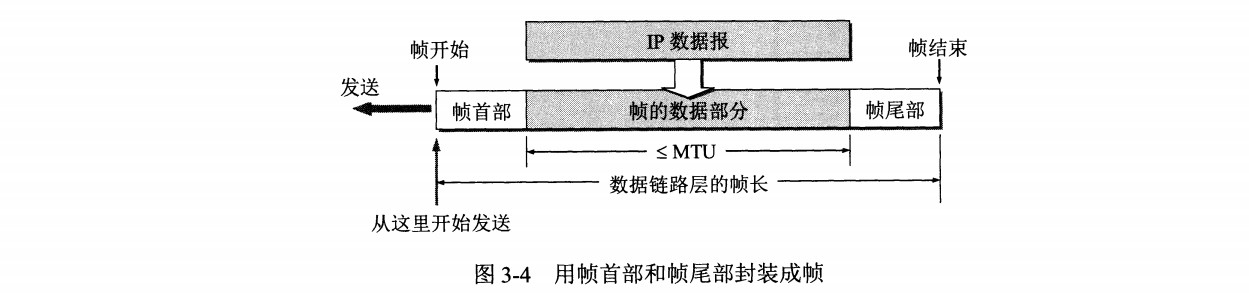 IP 数据报
帧开始
帧结束
发送
帧首部
帧的数据部分
帧尾部
≤ MTU
数据链路层的帧长
从这里开始发送
图 3-4 用帧首部和帧尾部封装成帧